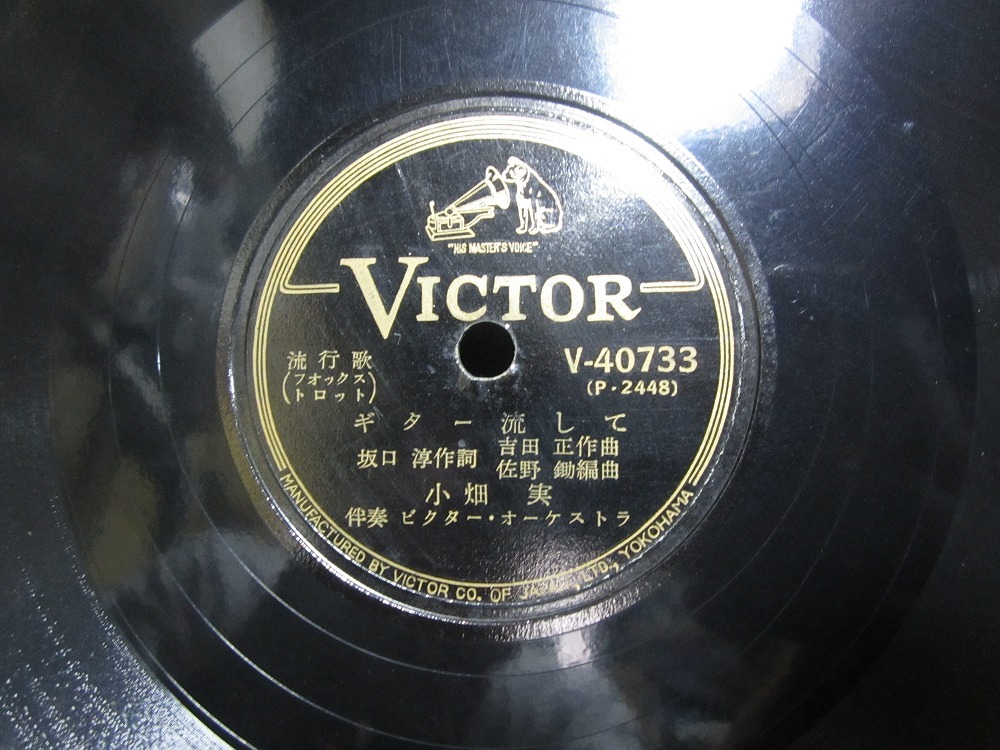 "HIS MASTER'S VOICE"
VICTOR
流行歌
(フオックス
トロット)
V-40733
(P・2448)
ギター流して
坂口 淳作詞
吉田 正作曲
佐野 鋤編曲
小畑 実
伴奏 ビクター・オーケストラ
MANUFACTURED BY VICTOR CO. OF JAPAN, LTD., YOKOHAMA